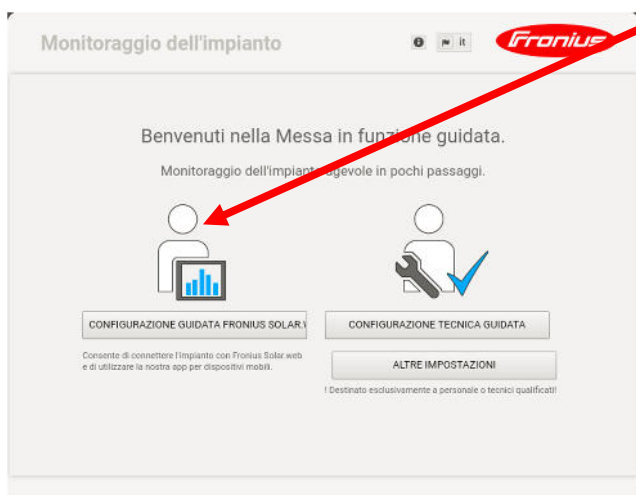 Monitoraggio dell'impianto
it
Fronius
Benvenuti nella Messa in funzione guidata.
Monitoraggio dell'impianto agevole in pochi passaggi.
CONFIGURAZIONE GUIDATA FRONIUS SOLAR.
CONFIGURAZIONE TECNICA GUIDATA
Consente di connettere l'impianto con Fronius Solar.web
e di utilizzare la nostra app per dispositivi mobili.
ALTRE IMPOSTAZIONI
! Destinato esclusivamente a personale o tecnici qualificati!